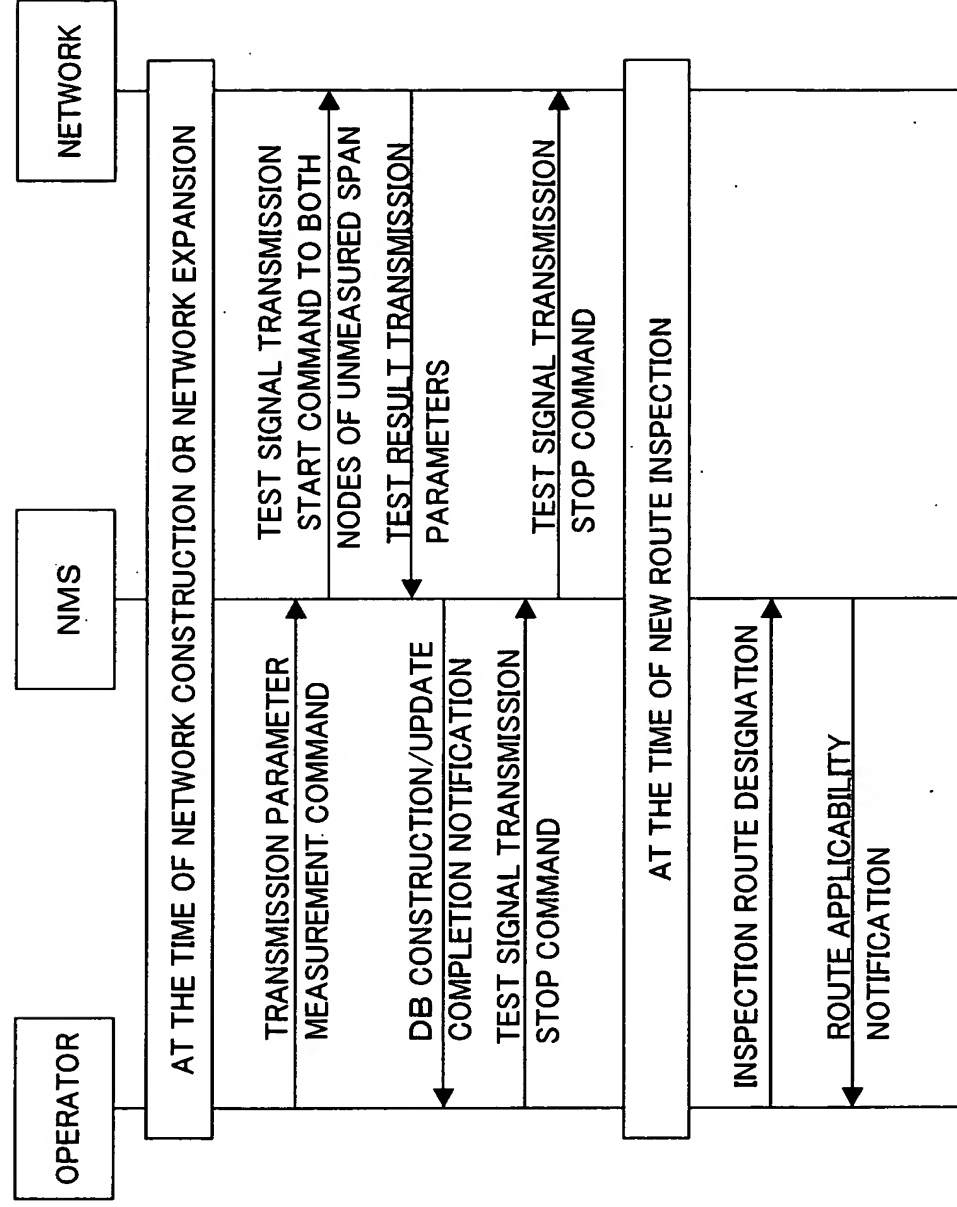 OPERATOR
NMS
NETWORK
AT THE TIME OF NETWORK CONSTRUCTION OR NETWORK EXPANSION
TRANSMISSION PARAMETER
MEASUREMENT COMMAND
TEST SIGNAL TRANSMISSION
START COMMAND TO BOTH
NODES OF UNMEASURED SPAN
TEST RESULT TRANSMISSION
PARAMETERS
DB CONSTRUCTION/UPDATE
COMPLETION NOTIFICATION
TEST SIGNAL TRANSMISSION
STOP COMMAND
TEST SIGNAL TRANSMISSION
STOP COMMAND
AT THE TIME OF NEW ROUTE INSPECTION
INSPECTION ROUTE DESIGNATION
ROUTE APPLICABILITY
NOTIFICATION